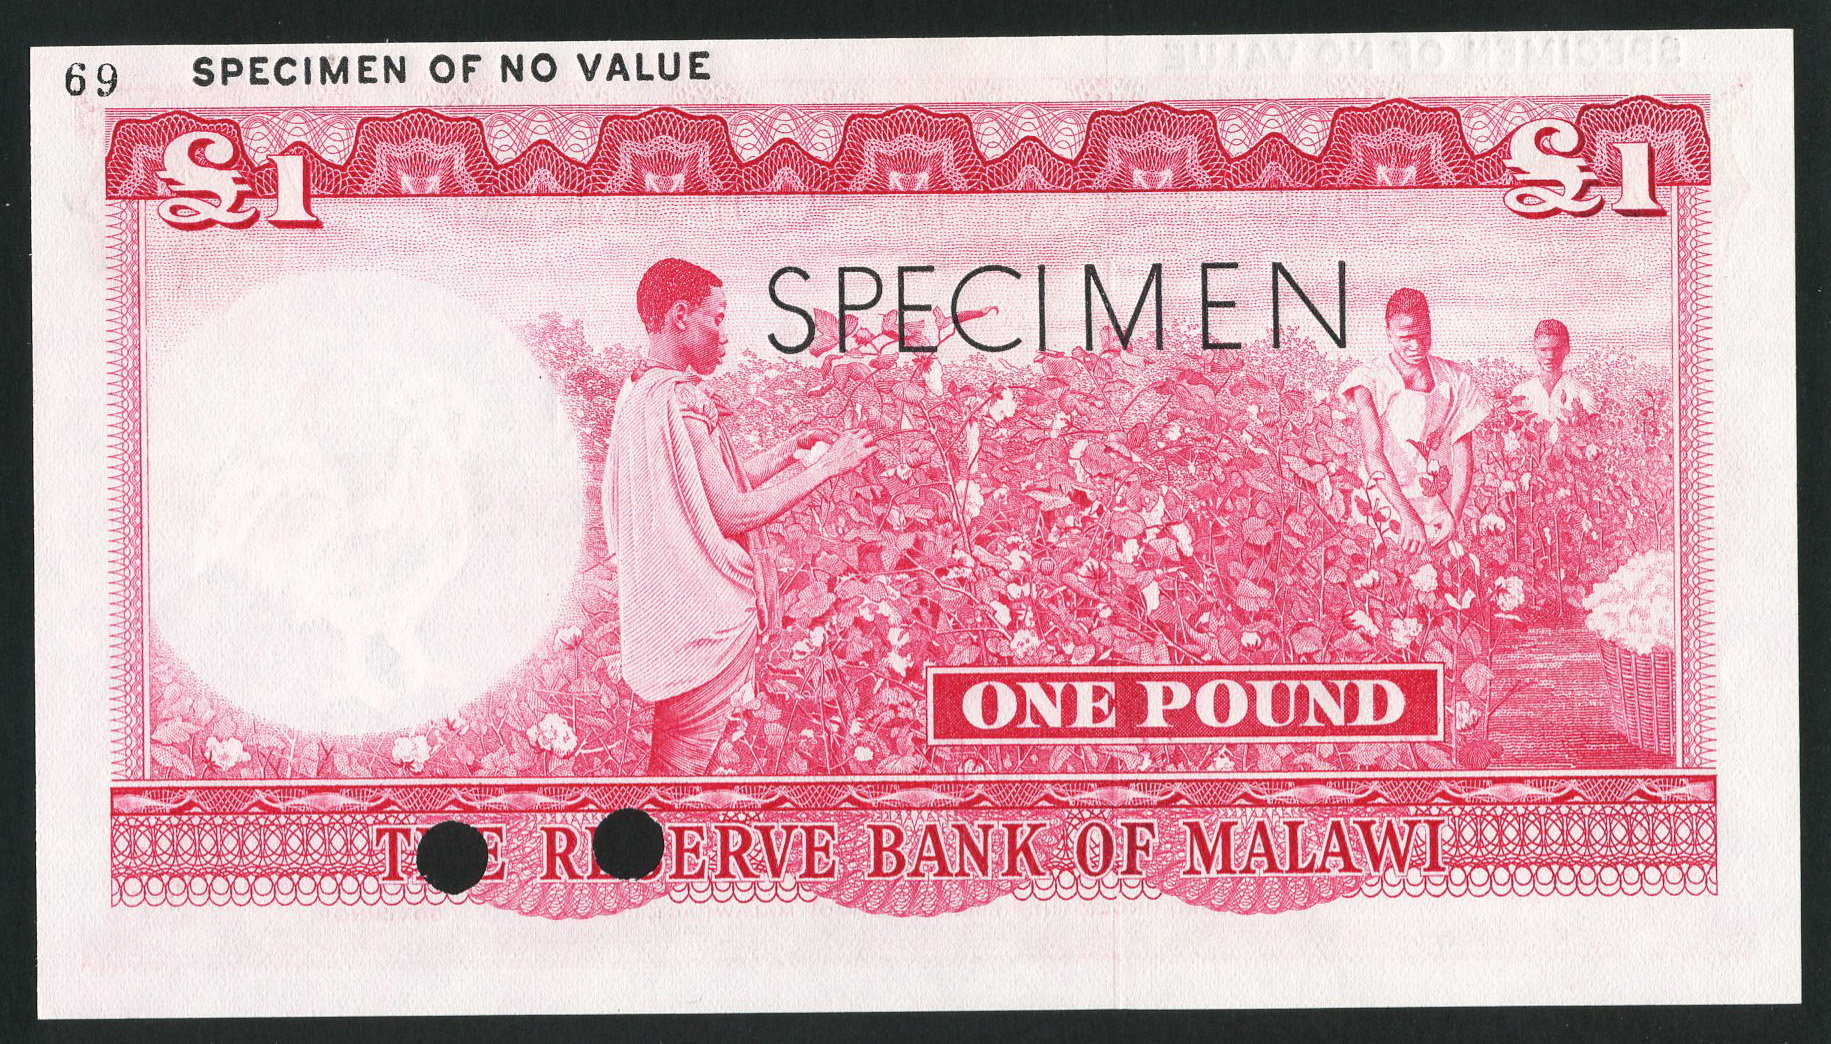 69 SPECIMEN OF NO VALUE
£1 £1
SPECIMEN
ONE POUND
THE RESERVE BANK OF MALAWI